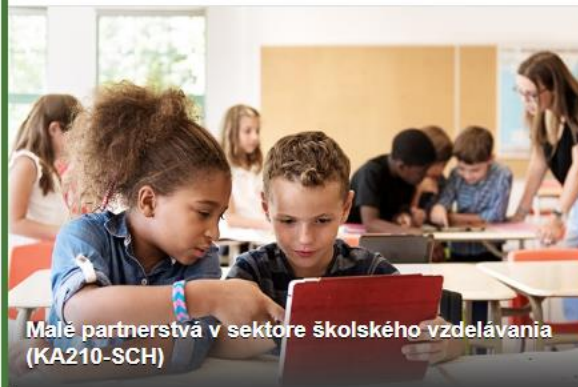 Malé partnerstvá v sektore školského vzdelávania
(KA210-SCH)